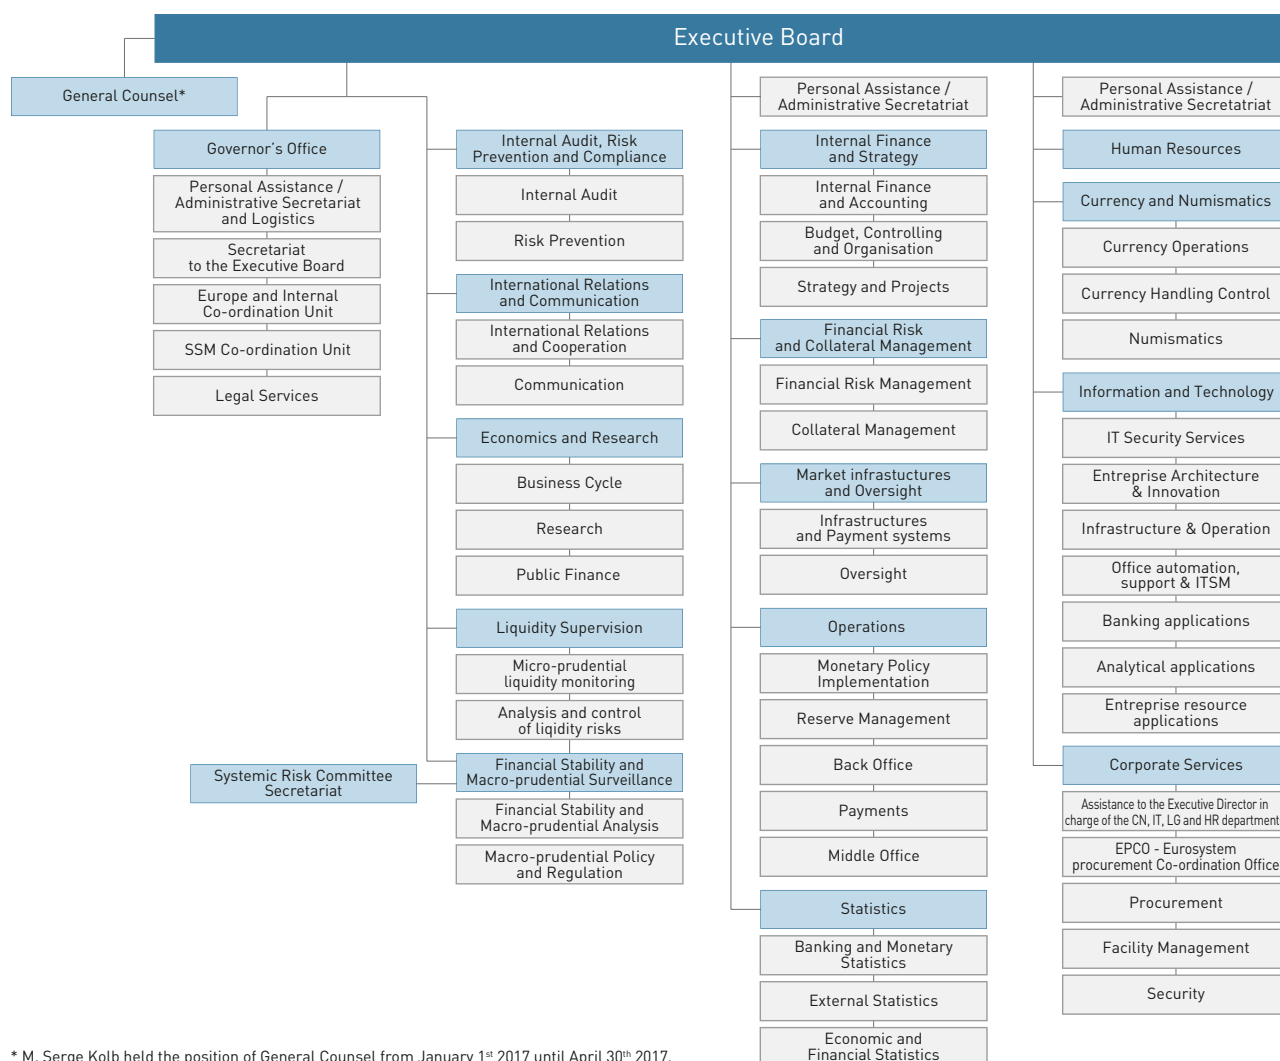 Executive Board
General Counsel*
Governor's Office
Personal Assistance /
Administrative Secretariat
and Logistics
Secretariat
to the Executive Board
Europe and Internal
Co-ordination Unit
SSM Co-ordination Unit
Legal Services
Internal Audit, Risk
Prevention and Compliance
Internal Audit
Risk Prevention
International Relations
and Communication
International Relations
and Cooperation
Communication
Economics and Research
Business Cycle
Research
Public Finance
Liquidity Supervision
Micro-prudential
liquidity monitoring
Analysis and control
of liqidity risks
Systemic Risk Committee
Secretariat
Financial Stability and
Macro-prudential Surveillance
Financial Stability and
Macro-prudential Analysis
Macro-prudential Policy
and Regulation
Personal Assistance /
Administrative Secretatriat
Internal Finance
and Strategy
Internal Finance
and Accounting
Budget, Controlling
and Organisation
Strategy and Projects
Financial Risk
and Collateral Management
Financial Risk Management
Collateral Management
Market infrastuctures
and Oversight
Infrastructures
and Payment systems
Oversight
Operations
Monetary Policy
Implementation
Reserve Management
Back Office
Payments
Middle Office
Statistics
Banking and Monetary
Statistics
External Statistics
Economic and
Financial Statistics
Personal Assistance /
Administrative Secretatriat
Human Resources
Currency and Numismatics
Currency Operations
Currency Handling Control
Numismatics
Information and Technology
IT Security Services
Entreprise Architecture
& Innovation
Infrastructure & Operation
Office automation,
support & ITSM
Banking applications
Analytical applications
Entreprise resource
applications
Corporate Services
Assistance to the Executive Director in
charge of the CN, IT, LG and HR department
EPCO - Eurosystem
procurement Co-ordination Office
Procurement
Facility Management
Security
* M. Serge Kolb held the position of General Counsel from January 1st 2017 until April 30th 2017.